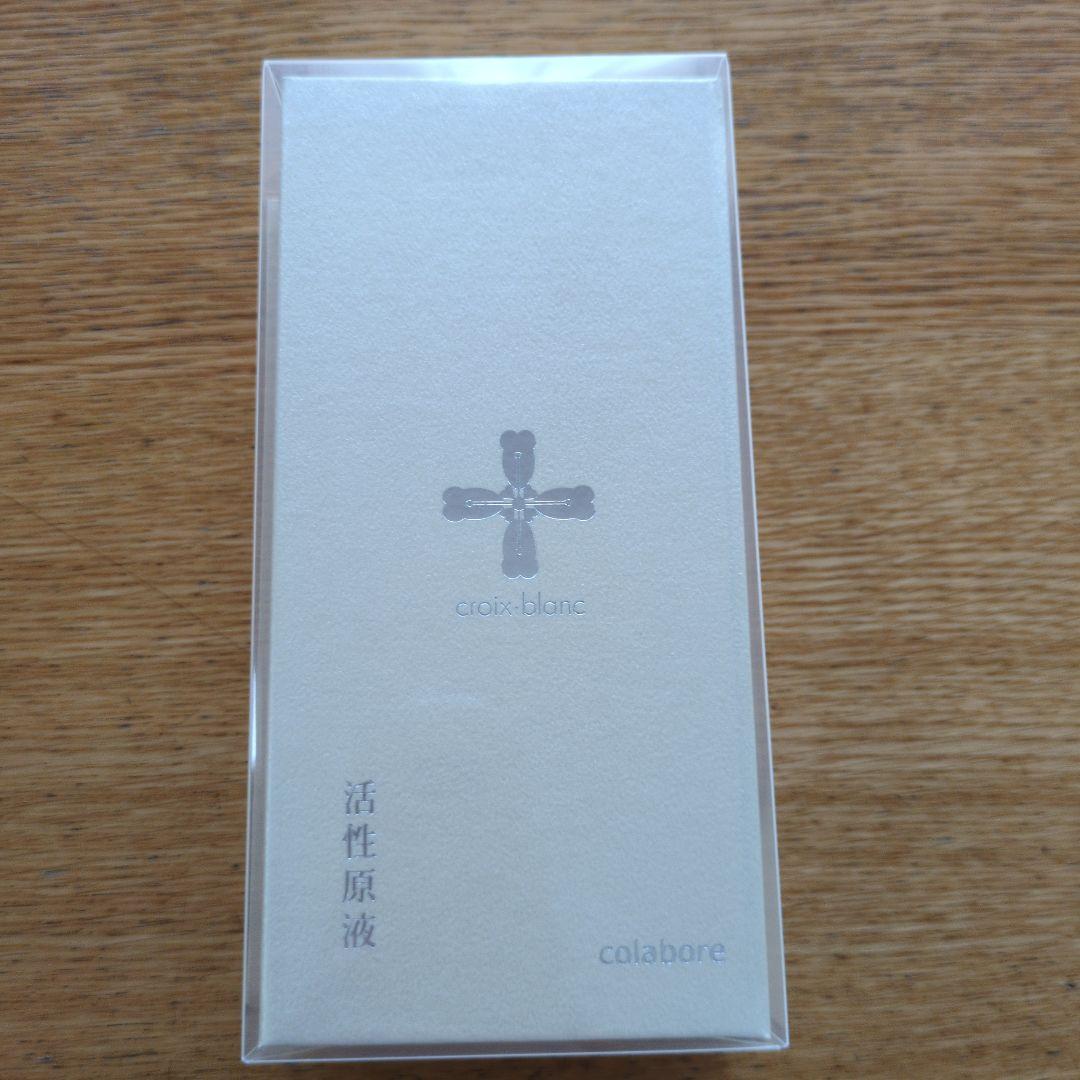 croix·blanc
活性原液
colabore